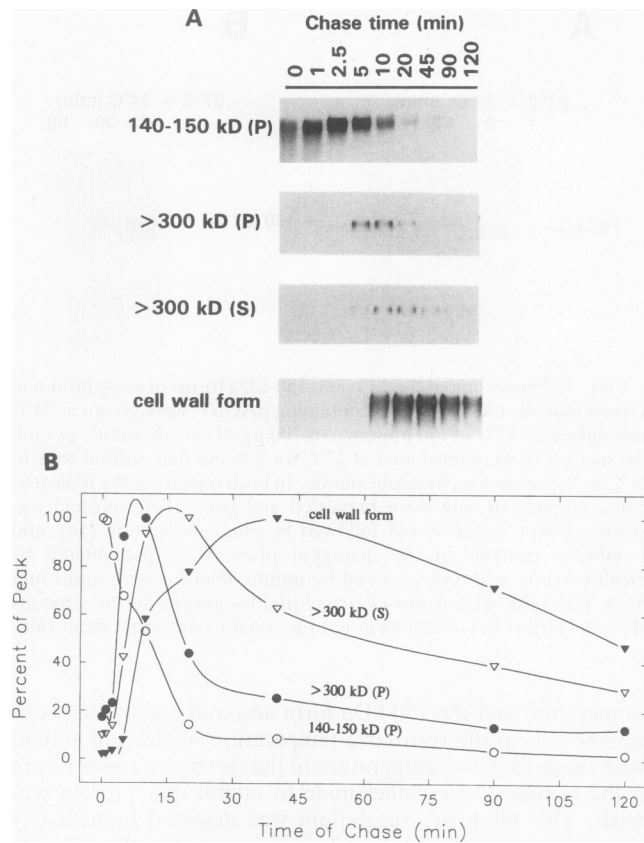 A
Chase time (min)
0 1 2.5 5 10 20 45 90 120
140-150 kD (P)
>300 kD (P)
>300 kD (S)
cell wall form
B
cell wall form
>300 kD (S)
>300 kD (P)
140-150 kD (P)
Percent of Peak
80
40
20
0
0 15 30 45 60 75 90 105 120
Time of Chase (min)